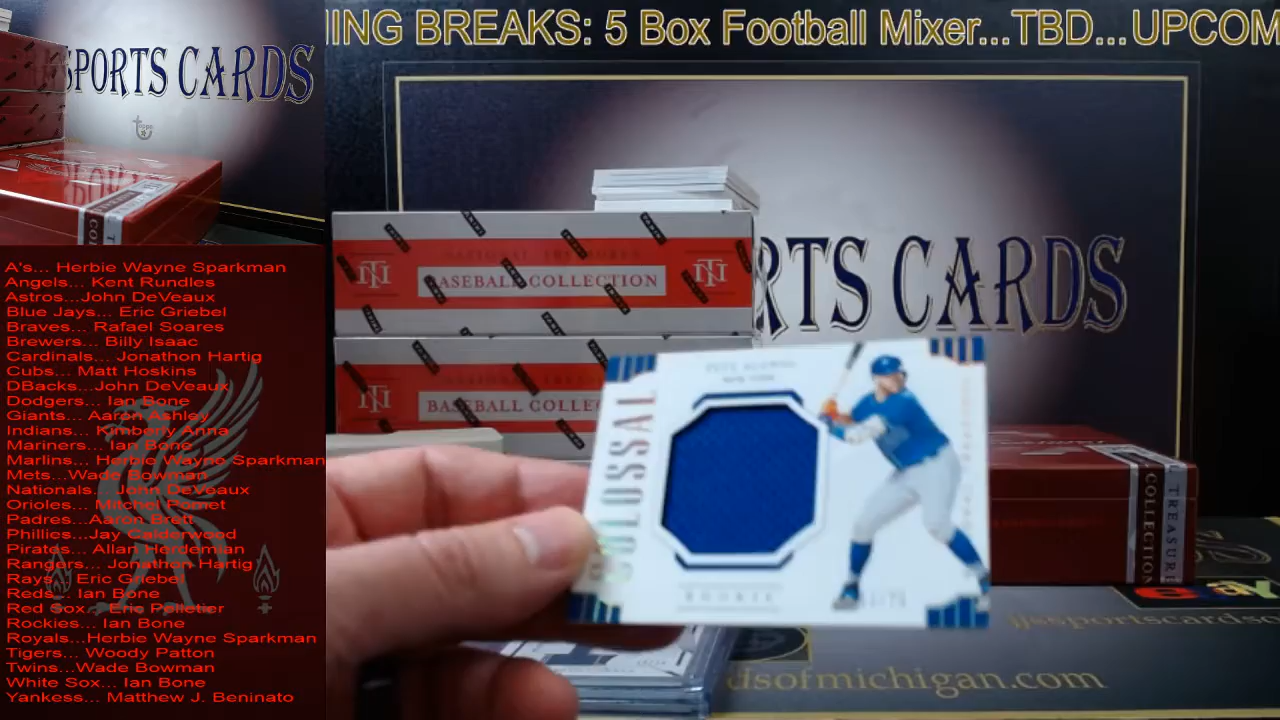 NING BREAKS: 5 Box Football Mixer...TBD...UPCOM
SPORTS CARDS
A's... Herbie Wayne Sparkman
Angels... Kent Rundles
Astros...John DeVeaux
Blue Jays... Eric Griebel
Braves... Rafael Soares
Brewers... Billy Isaac
Cardinals... Jonathon Hartig
Cubs... Matt Hoskins
DBacks...John DeVeaux
Dodgers... Ian Bone
Giants... Aaron Ashley
Indians... Kimberly Anna
Mariners... Ian Bone
Marlins... Herbie Wayne Sparkman
Mets...Wade Bowman
Nationals... John DeVeaux
Orioles... Mitchel Pomet
Padres...Aaron Brett
Phillies...Jay Calderwood
Pirates... Allan Herdemian
Rangers... Jonathon Hartig
Rays... Eric Griebel
Reds... Ian Bone
Red Sox... Eric Pelletier
Rockies... Ian Bone
Royals...Herbie Wayne Sparkman
Tigers... Woody Patton
Twins...Wade Bowman
White Sox... Ian Bone
Yankess... Matthew J. Beninato
NATIONAL TREASURES
BASEBALL COLLECTION
BASEBALL COLLEC
RTS CARDS
COLOSSAL
ROOKIE
TREASURE
COLLECTION
ebay
jjssportscardso
dsofmichigan.com